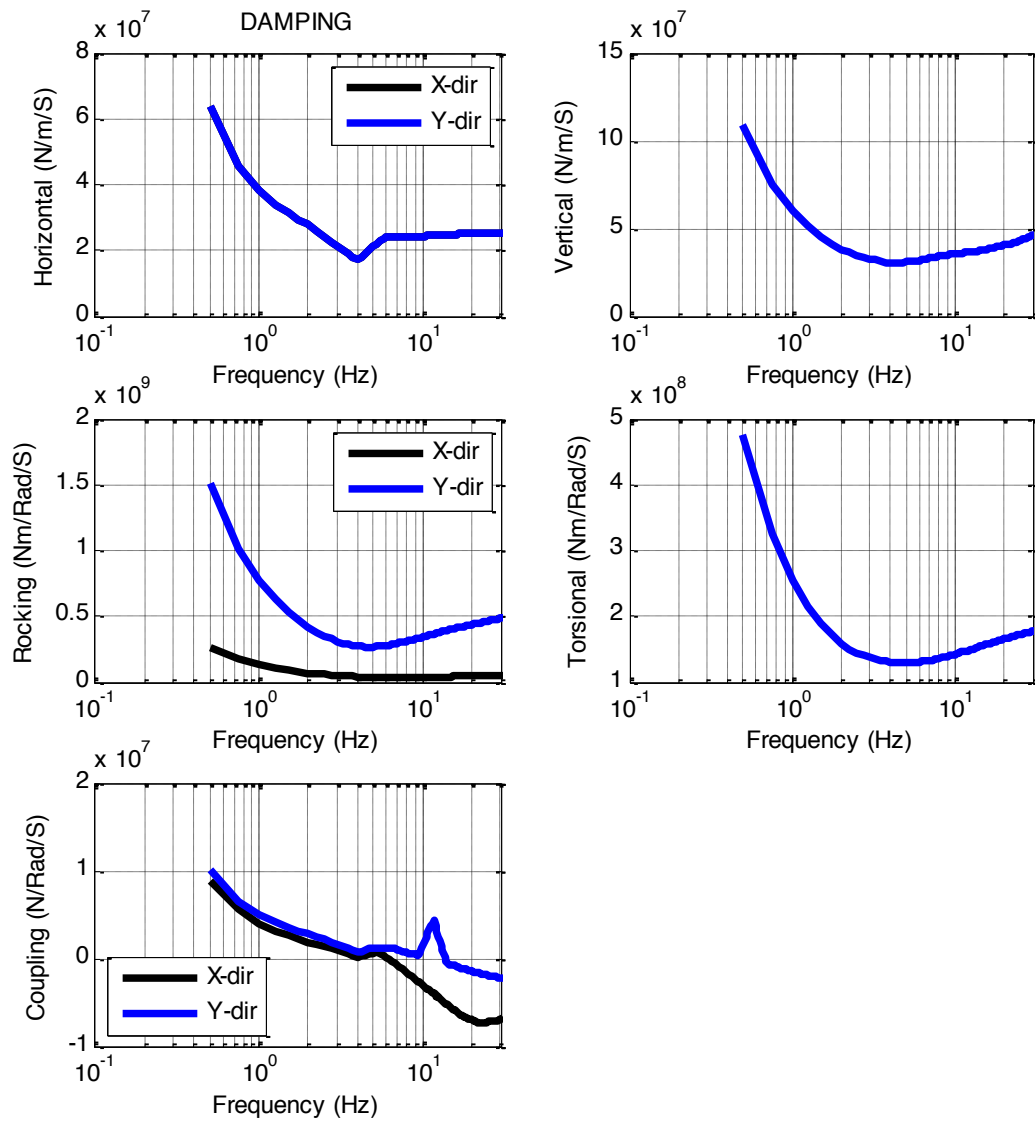 DAMPING
x 10^7
8
6
4
2
0
Horizontal (N/m/S)
X-dir
Y-dir
10^-1
10^0
10^1
Frequency (Hz)
x 10^7
15
10
5
0
Vertical (N/m/S)
10^-1
10^0
10^1
Frequency (Hz)
x 10^9
2
1.5
1
0.5
0
Rocking (Nm/Rad/S)
X-dir
Y-dir
10^-1
10^0
10^1
Frequency (Hz)
x 10^8
5
4
3
2
1
Torsional (Nm/Rad/S)
10^-1
10^0
10^1
Frequency (Hz)
x 10^7
2
1
0
-1
Coupling (N/Rad/S)
X-dir
Y-dir
10^-1
10^0
10^1
Frequency (Hz)